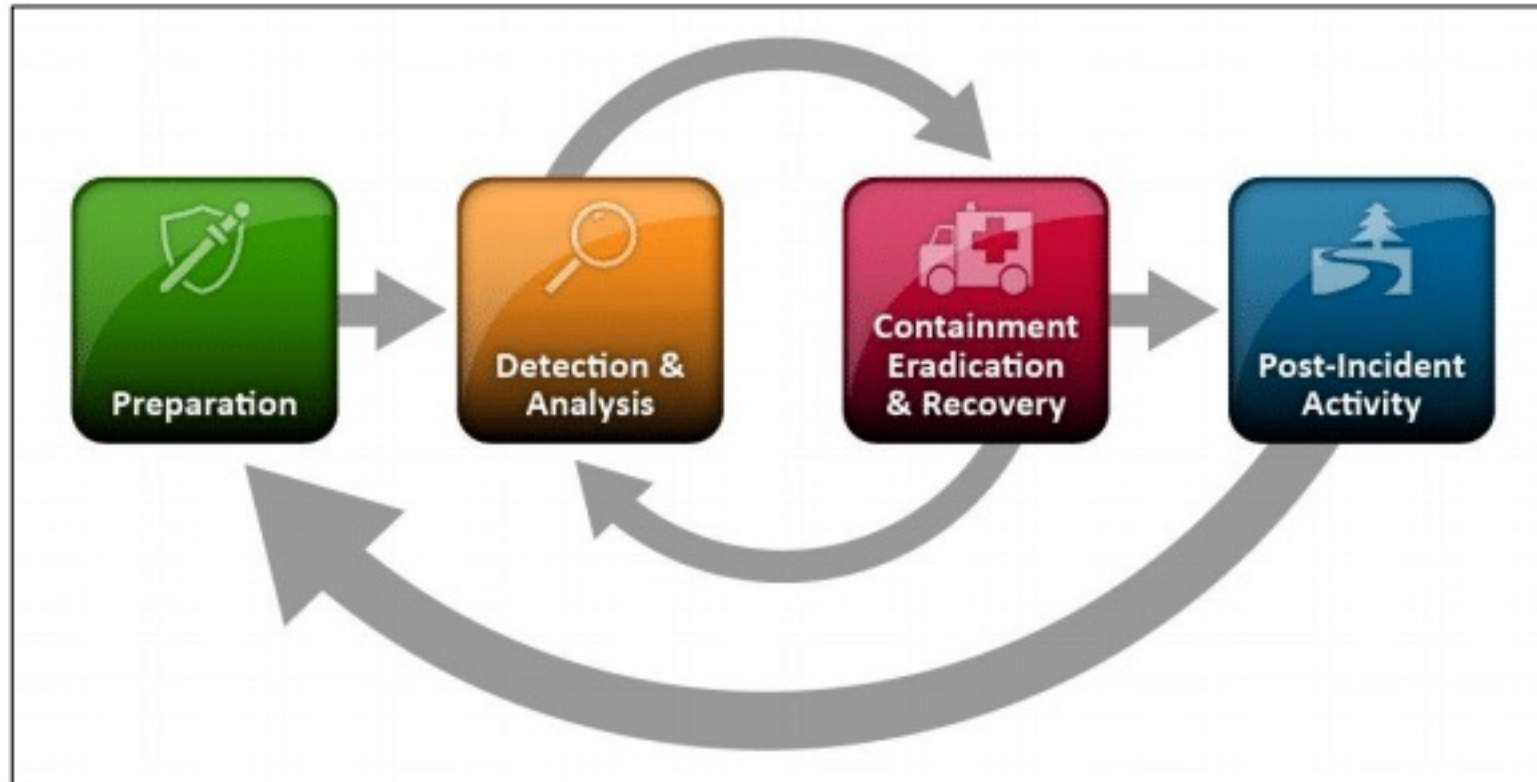 Preparation
Detection &
Analysis
Containment
Eradication
& Recovery
Post-Incident
Activity